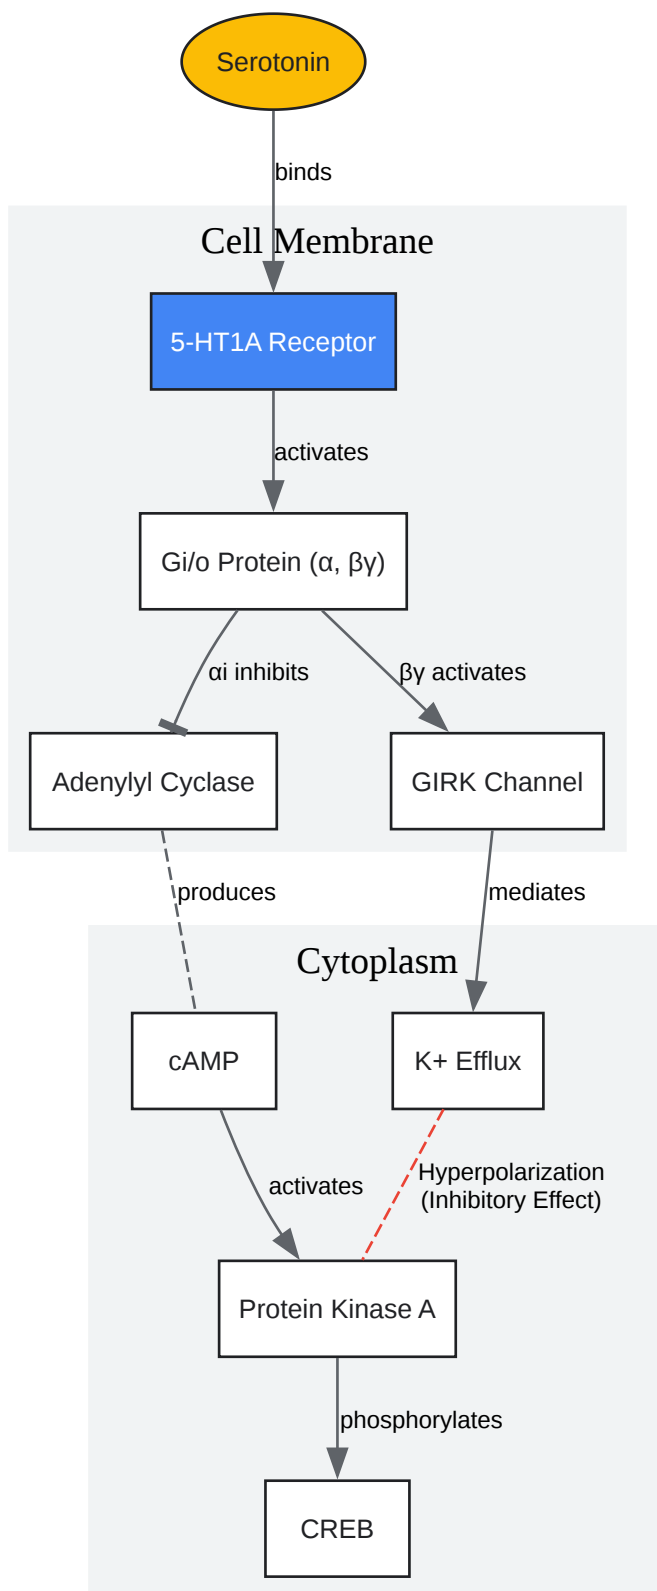 Serotonin
binds
Cell Membrane
5-HT1A Receptor
activates
Gi/o Protein (α, βγ)
αi inhibits
βγ activates
Adenylyl Cyclase
GIRK Channel
produces
mediates
Cytoplasm
cAMP
K+ Efflux
activates
Hyperpolarization
(Inhibitory Effect)
Protein Kinase A
phosphorylates
CREB